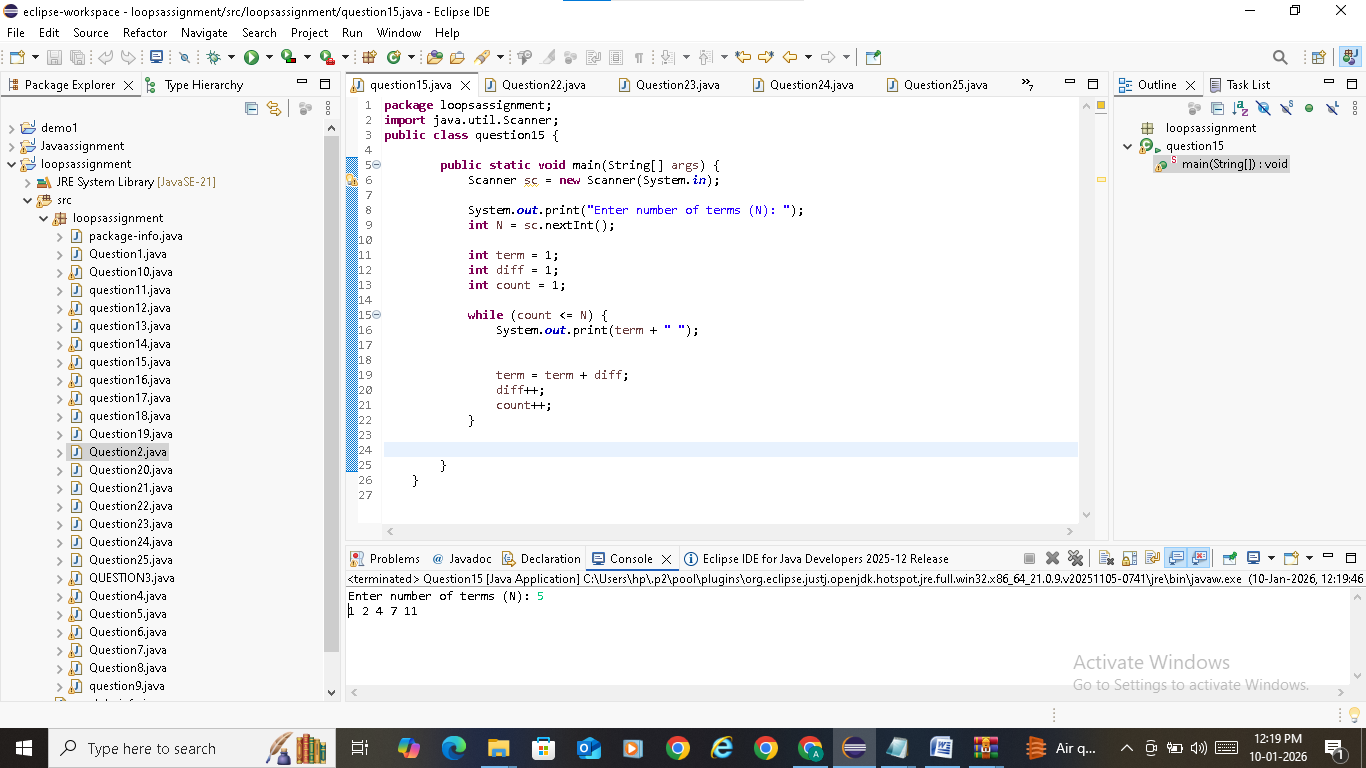 eclipse-workspace - loopsassignment/src/loopsassignment/question15.java - Eclipse IDE
File Edit Source Refactor Navigate Search Project Run Window Help
Package Explorer Type Hierarchy
demo1
Javaassignment
loopsassignment
JRE System Library [JavaSE-21]
src
loopsassignment
package-info.java
Question1.java
Question10.java
question11.java
question12.java
question13.java
question14.java
question15.java
question16.java
question17.java
question18.java
Question19.java
Question2.java
Question20.java
Question21.java
Question22.java
Question23.java
Question24.java
Question25.java
QUESTION3.java
Question4.java
Question5.java
Question6.java
Question7.java
Question8.java
question9.java
question15.java Question22.java Question23.java Question24.java Question25.java »7
1 package loopsassignment;
2 import java.util.Scanner;
3 public class question15 {
4
5 public static void main(String[] args) {
6 Scanner sc = new Scanner(System.in);
7
8 System.out.print("Enter number of terms (N): ");
9 int N = sc.nextInt();
10
11 int term = 1;
12 int diff = 1;
13 int count = 1;
14
15 while (count <= N) {
16 System.out.print(term + " ");
17
18
19 term = term + diff;
20 diff++;
21 count++;
22 }
23
24
25 }
26 }
27
Outline Task List
loopsassignment
question15
main(String[]) : void
Problems Javadoc Declaration Console Eclipse IDE for Java Developers 2025-12 Release
<terminated> Question15 [Java Application] C:\Users\hp\.p2\pool\plugins\org.eclipse.justj.openjdk.hotspot.jre.full.win32.x86_64_21.0.9.v20251105-0741\jre\bin\javaw.exe (10-Jan-2026, 12:19:46
Enter number of terms (N): 5
1 2 4 7 11
Activate Windows
Go to Settings to activate Windows.
Type here to search
Air q...
12:19 PM
10-01-2026
1